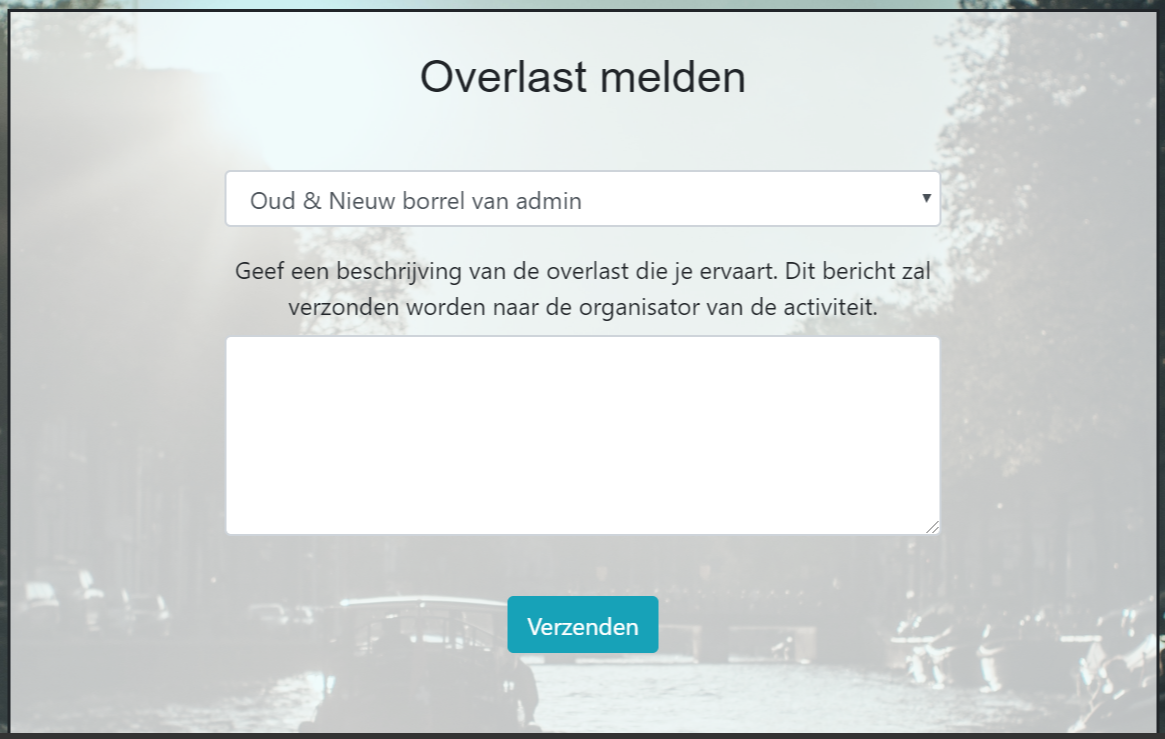 Overlast melden
Oud & Nieuw borrel van admin
Geef een beschrijving van de overlast die je ervaart. Dit bericht zal
verzonden worden naar de organisator van de activiteit.
Verzenden